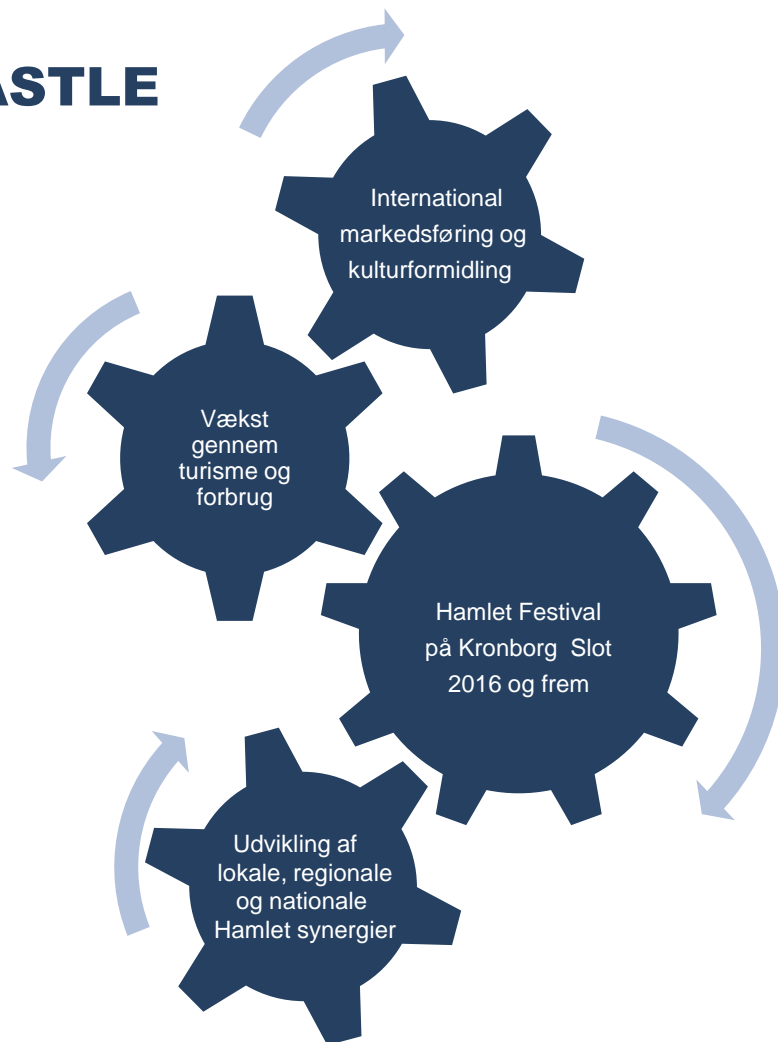 ASTLE
International
markedsføring og
kulturformidling
Vækst
gennem
turisme og
forbrug
Hamlet Festival
på Kronborg Slot
2016 og frem
Udvikling af
lokale, regionale
og nationale
Hamlet synergier